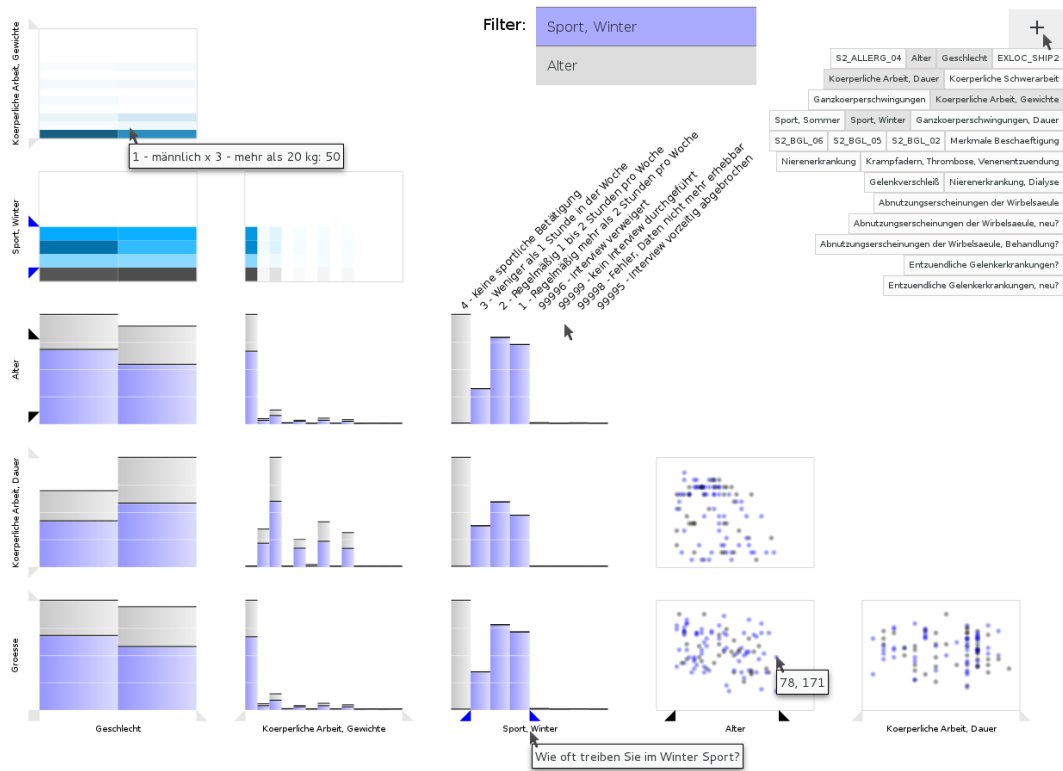 Filter:
Sport, Winter
Alter
+
S2_ALLERG_04 Alter Geschlecht EXLOC_SHIP2
Koerperliche Arbeit, Dauer Koerperliche Schwerarbeit
Ganzkoerperschwingungen Koerperliche Arbeit, Gewichte
Sport, Sommer Sport, Winter Ganzkoerperschwingungen, Dauer
S2_BGL_06 S2_BGL_05 S2_BGL_02 Merkmale Beschaeftigung
Nierenerkrankung Krampfadern, Thrombose, Venenentzuendung
Gelenkverschleiß Nierenerkrankung, Dialyse
Abnutzungserscheinungen der Wirbelsaeule
Abnutzungserscheinungen der Wirbelsaeule, neu?
Abnutzungserscheinungen der Wirbelsaeule, Behandlung?
Entzuendliche Gelenkerkrankungen?
Entzuendliche Gelenkerkrankungen, neu?
Koerperliche Arbeit, Gewichte
1 - männlich x 3 - mehr als 20 kg: 50
Sport, Winter
4 - Keine sportliche Betätigung
3 - Weniger als 1 Stunde in der Woche
2 - Regelmäßig 1 bis 2 Stunden pro Woche
1 - Regelmäßig mehr als 2 Stunden pro Woche
99996 - Interview verweigert
99999 - kein Interview durchgeführt
99998 - Fehler, Daten nicht mehr erhebbar
99995 - Interview vorzeitig abgebrochen
Alter
Koerperliche Arbeit, Dauer
Groesse
78, 171
Geschlecht
Koerperliche Arbeit, Gewichte
Sport, Winter
Alter
Koerperliche Arbeit, Dauer
Wie oft treiben Sie im Winter Sport?